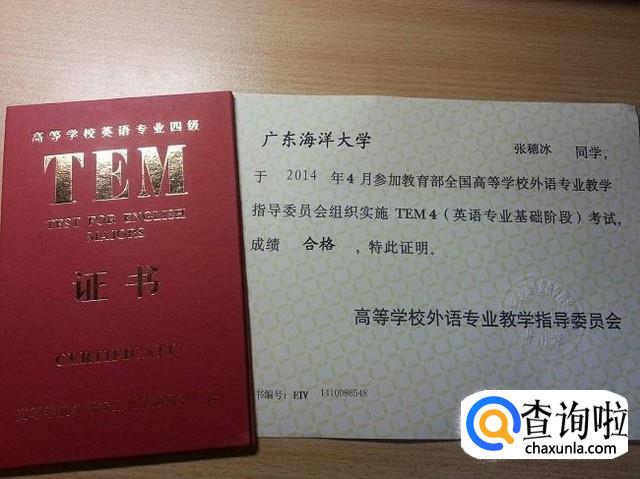 高等学校英语专业四级
TEM
TEST FOR ENGLISH
MAJORS
证书
CERTIFICATE
广东海洋大学 张穗冰 同学,
于 2014 年 4 月参加教育部全国高等学校外语专业教学
指导委员会组织实施 TEM4（英语专业基础阶段）考试,
成绩 合格 ，特此证明。
高等学校外语专业教学指导委员会
书编号: EIV 1410086548
查询啦
chaxunla.com